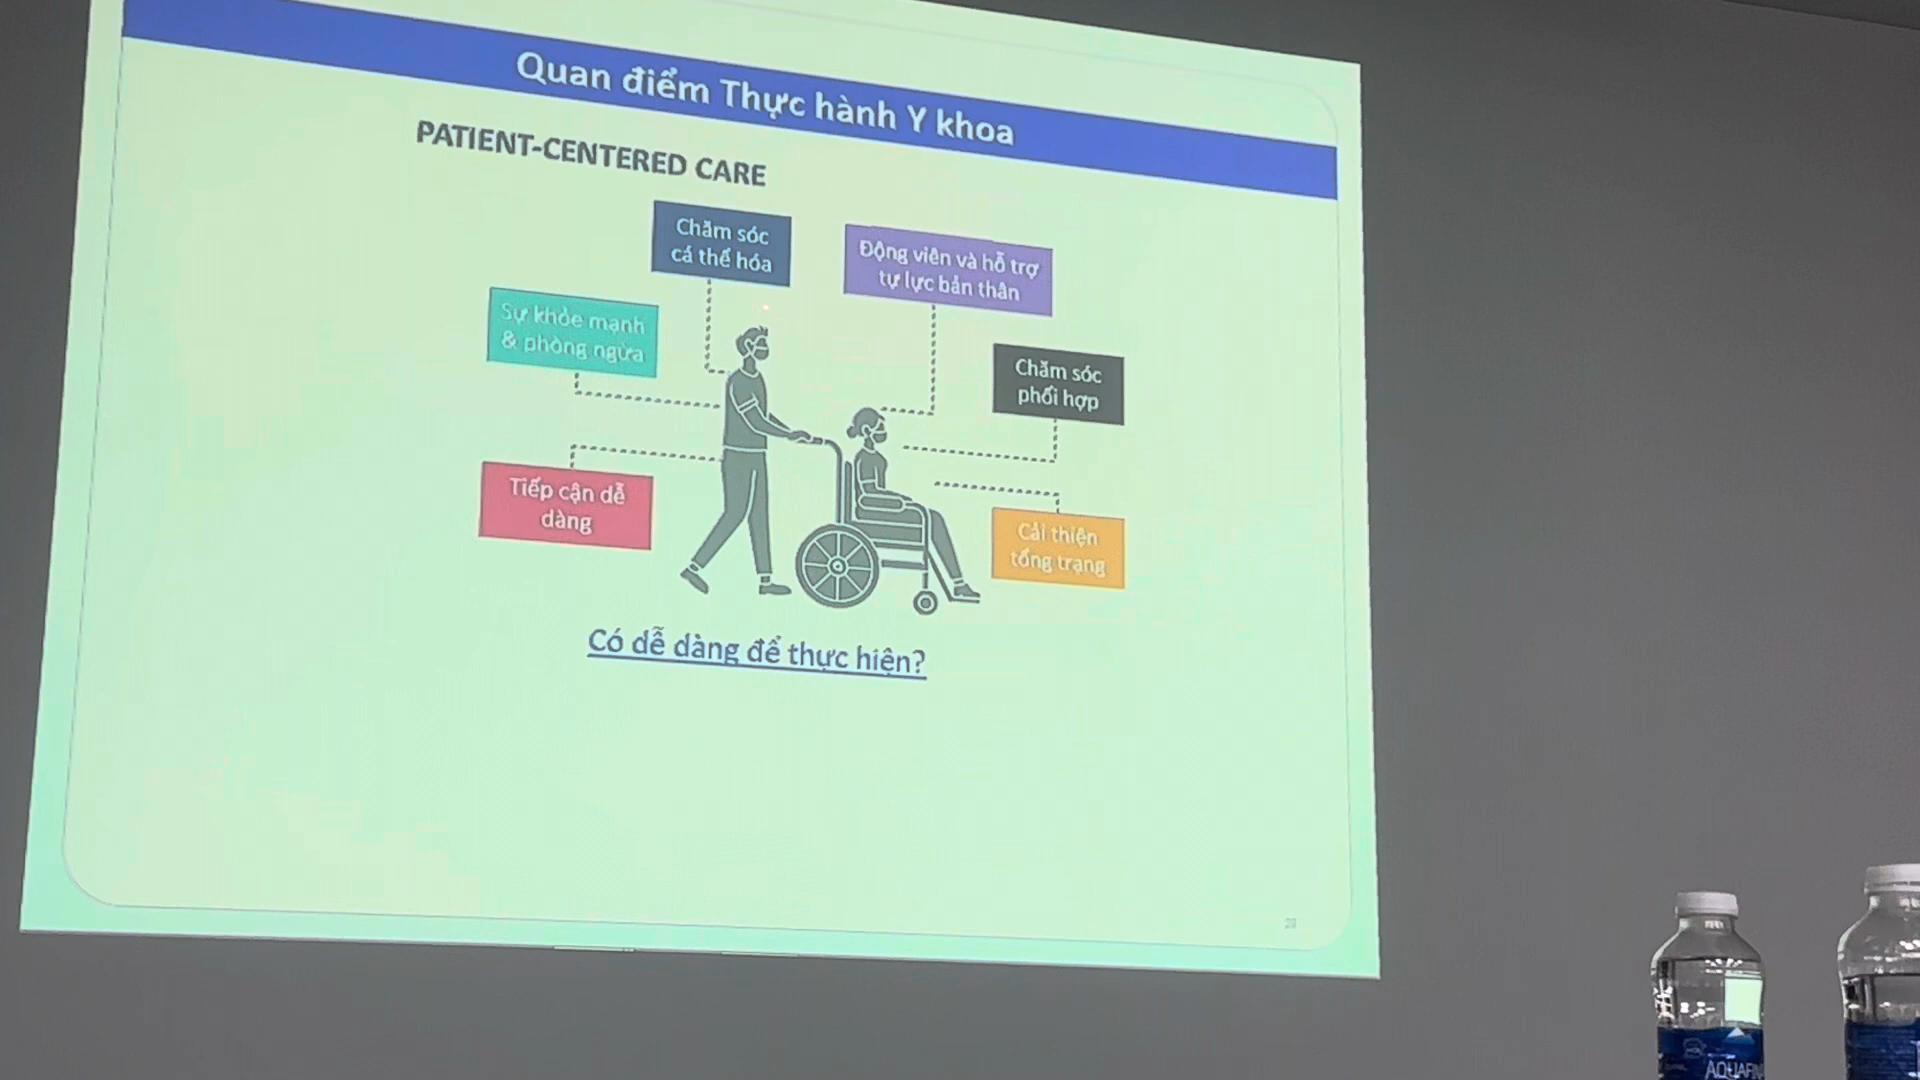 Quan điểm Thực hành Y khoa
PATIENT-CENTERED CARE
Chăm sóc
cá thể hóa
Động viên và hỗ trợ
tự lực bản thân
Sự khỏe mạnh
& phòng ngừa
Chăm sóc
phối hợp
Tiếp cận dễ
dàng
Cải thiện
tổng trạng
Có dễ dàng để thực hiện?